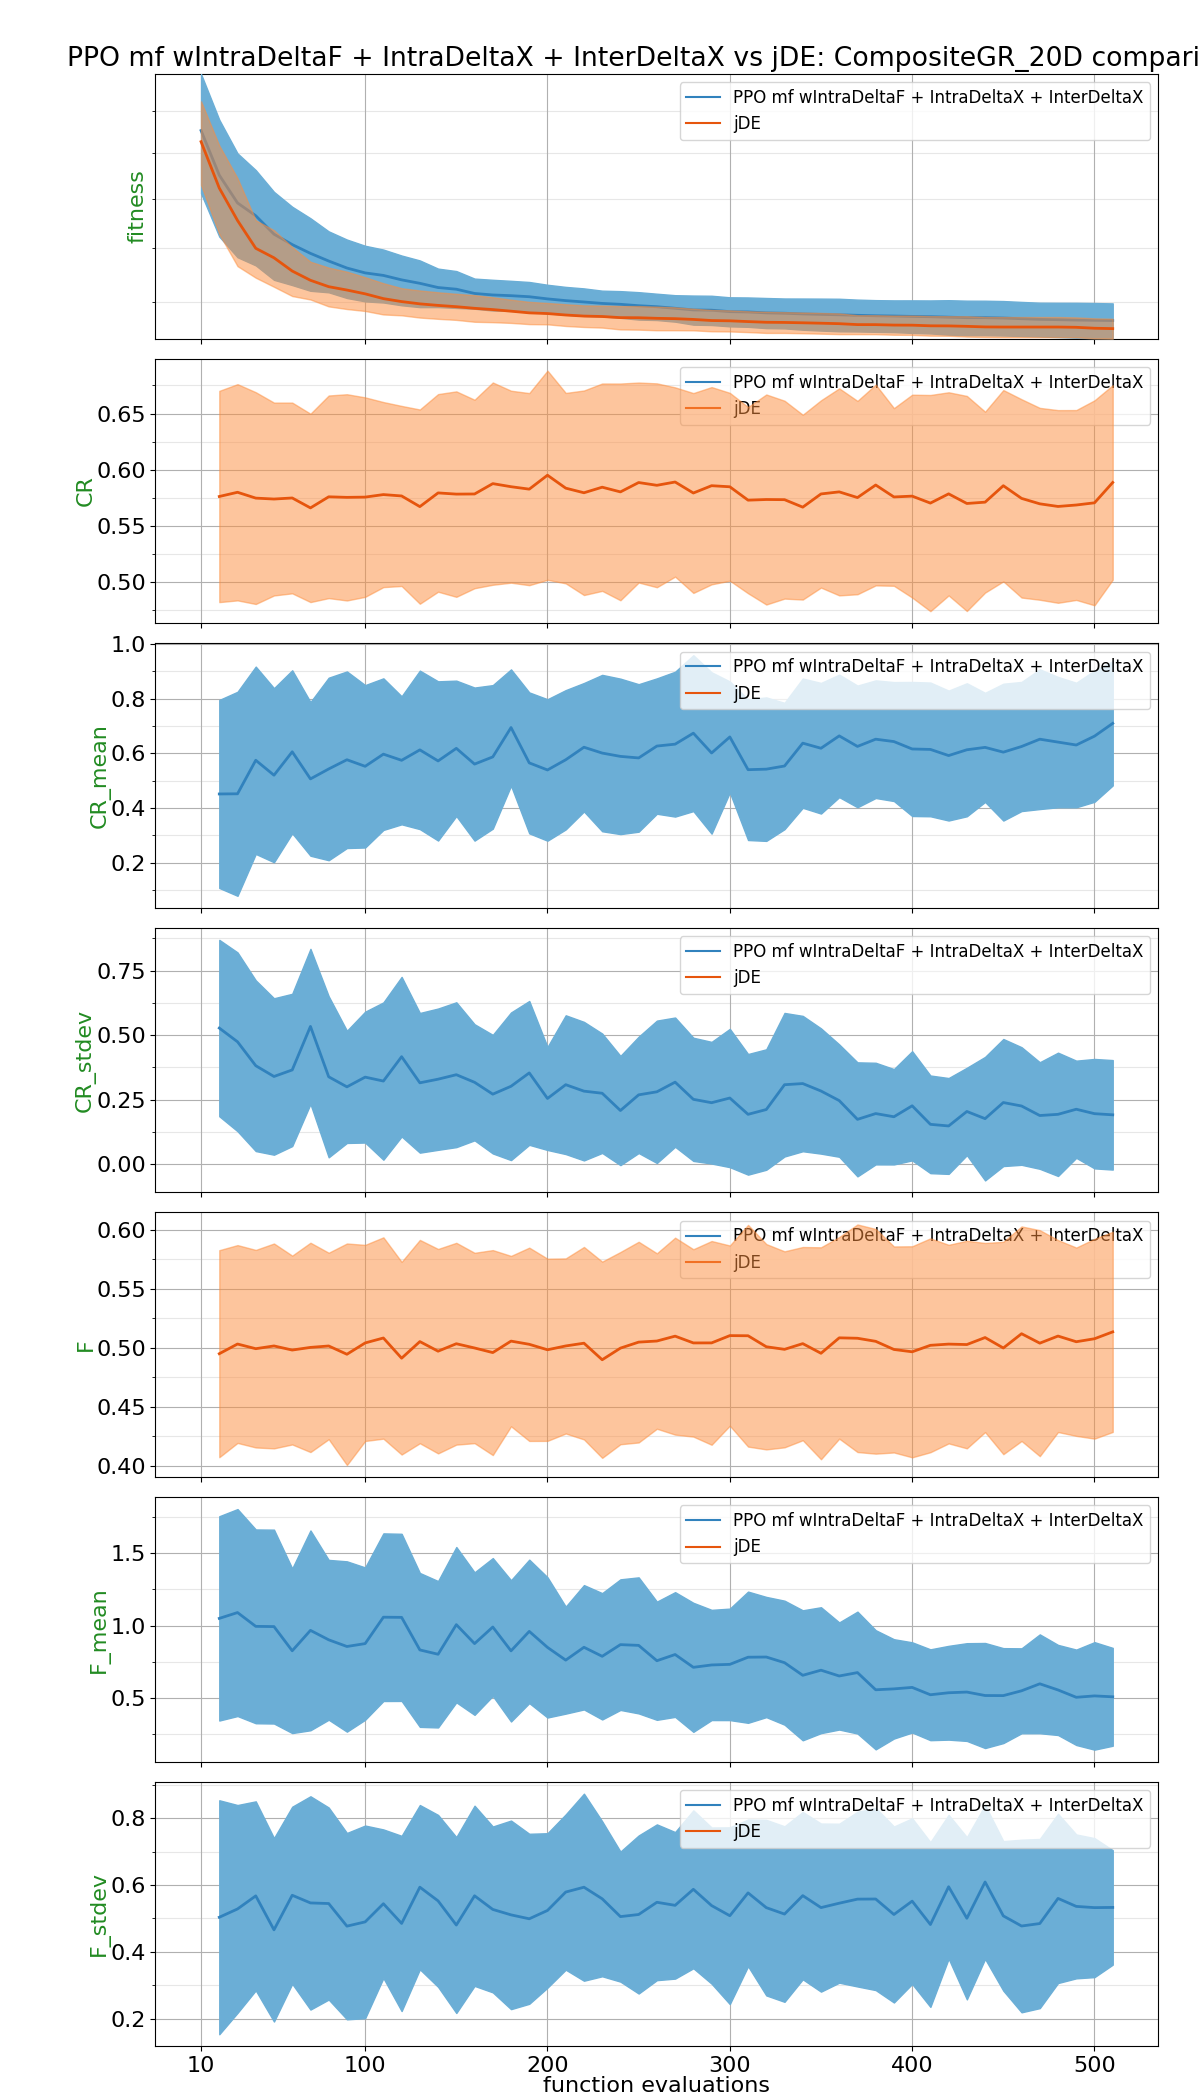 PPO mf wIntraDeltaF + IntraDeltaX + InterDeltaX vs jDE: CompositeGR_20D compari
PPO mf wIntraDeltaF + IntraDeltaX + InterDeltaX
jDE
fitness
PPO mf wIntraDeltaF + IntraDeltaX + InterDeltaX
jDE
0.65
0.60
0.55
0.50
CR
1.0
PPO mf wIntraDeltaF + IntraDeltaX + InterDeltaX
jDE
0.8
0.6
0.4
0.2
CR_mean
PPO mf wIntraDeltaF + IntraDeltaX + InterDeltaX
jDE
0.75
0.50
0.25
0.00
CR_stdev
PPO mf wIntraDeltaF + IntraDeltaX + InterDeltaX
jDE
0.60
0.55
0.50
0.45
0.40
F
PPO mf wIntraDeltaF + IntraDeltaX + InterDeltaX
jDE
1.5
1.0
0.5
F_mean
PPO mf wIntraDeltaF + IntraDeltaX + InterDeltaX
jDE
0.8
0.6
0.4
0.2
F_stdev
10 100 200 300 400 500
function evaluations